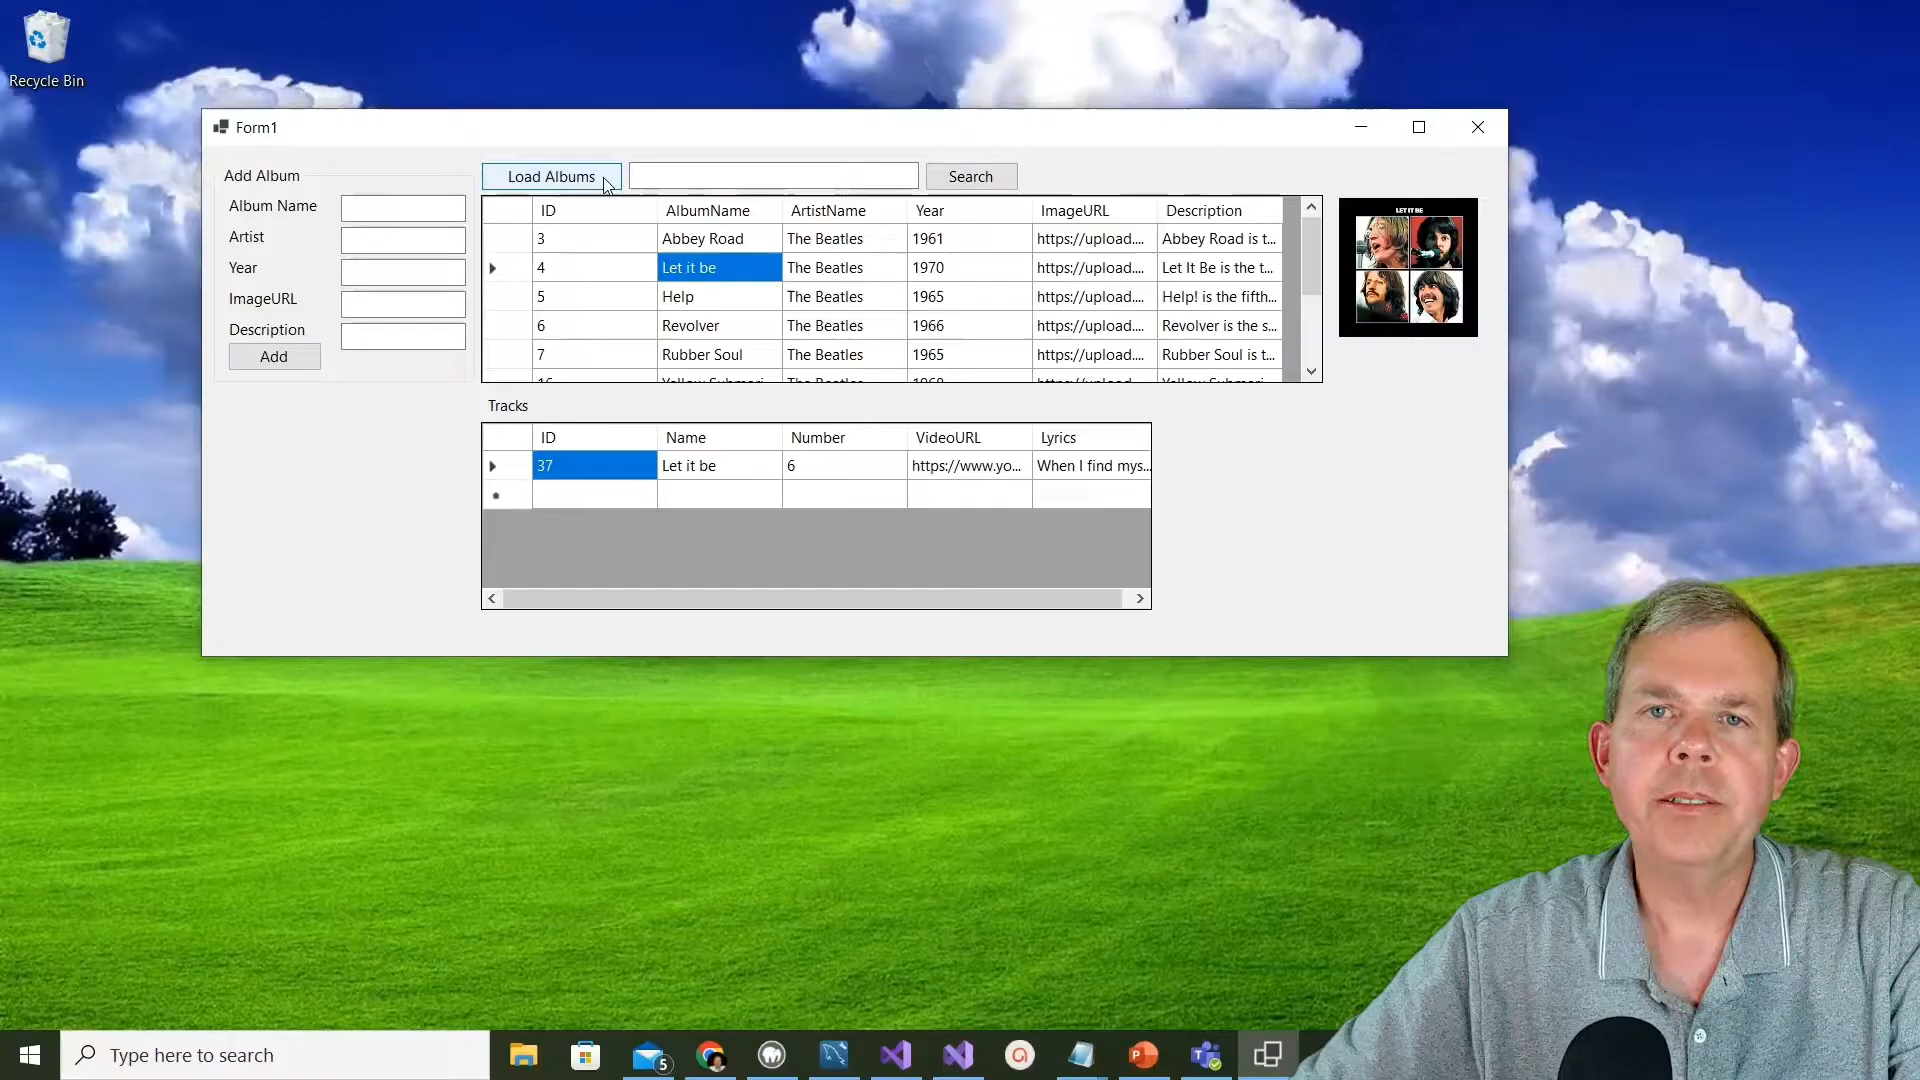 Recycle Bin
Form1
Add Album
Album Name
Artist
Year
ImageURL
Description
Add
Load Albums
Search
ID AlbumName ArtistName Year ImageURL Description
3 Abbey Road The Beatles 1961 https://upload.... Abbey Road is t...
4 Let it be The Beatles 1970 https://upload.... Let It Be is the t...
5 Help The Beatles 1965 https://upload.... Help! is the fifth...
6 Revolver The Beatles 1966 https://upload.... Revolver is the s...
7 Rubber Soul The Beatles 1965 https://upload.... Rubber Soul is t...
LET IT BE
Tracks
ID Name Number VideoURL Lyrics
37 Let it be 6 https://www.yo... When I find mys...
Type here to search
5